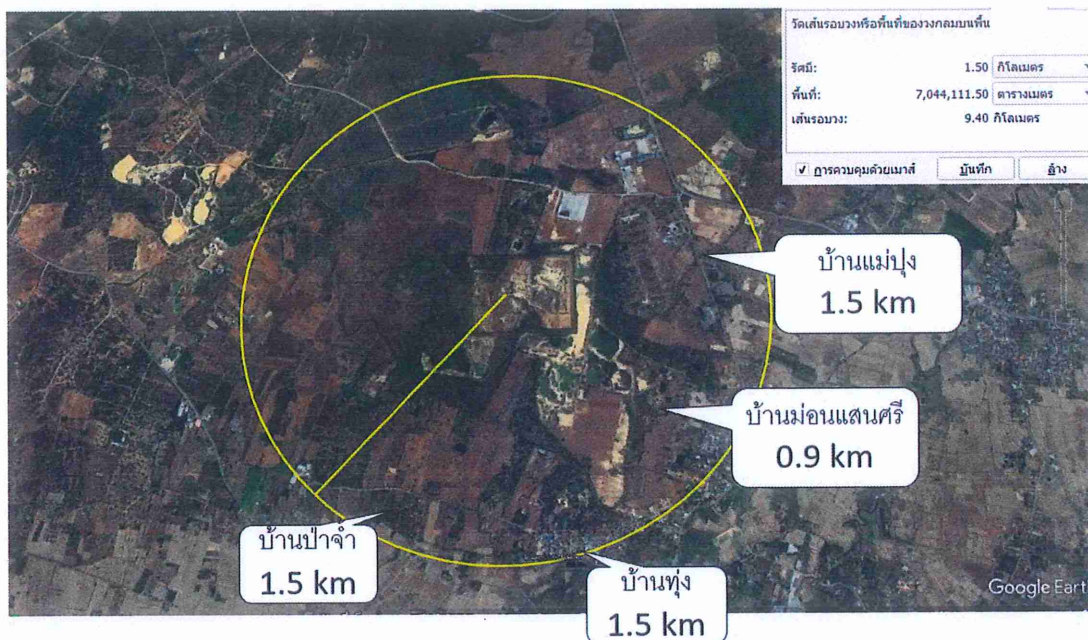 วัดเส้นรอบวงหรือพื้นที่ของวงกลมบนพื้น
รัศมี: 1.50 กิโลเมตร
พื้นที่: 7,044,111.50 ตารางเมตร
เส้นรอบวง: 9.40 กิโลเมตร
การควบคุมด้วยเมาส์ บันทึก ล้าง
บ้านแม่ปุง
1.5 km
บ้านม่อนแสนศรี
0.9 km
บ้านป่าจำ
1.5 km
บ้านทุ่ง
1.5 km
Google Earth